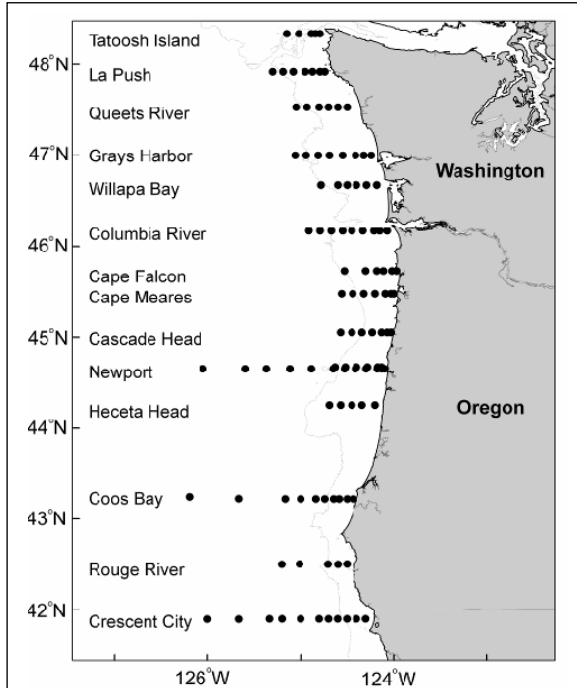 Tatoosh Island
48°N
La Push
Queets River
47°N
Grays Harbor
Washington
Willapa Bay
46°N
Columbia River
Cape Falcon
Cape Meares
45°N
Cascade Head
Newport
Heceta Head
Oregon
44°N
Coos Bay
43°N
Rouge River
42°N
Crescent City
126°W
124°W